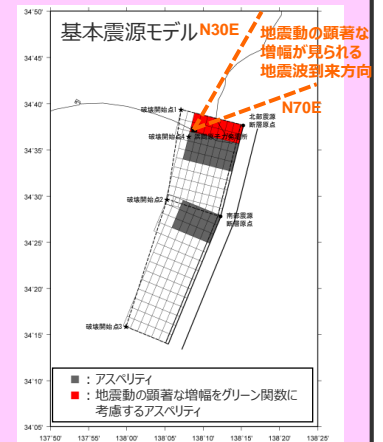 基本震源モデル
N30E
地震動の顕著な
増幅が見られる
地震波到来方向
N70E
34˚50'
34˚40'
34˚35'
34˚30'
34˚25'
34˚20'
34˚15'
34˚10'
34˚05'
破壊開始点1
北部震源
断層原点
破壊開始点4
破壊開始点2
南部震源
断層原点
破壊開始点3
■ : アスペリティ
■ : 地震動の顕著な増幅をグリーン関数に
考慮するアスペリティ
137˚50' 137˚55' 138˚00' 138˚05' 138˚10' 138˚15' 138˚20' 138˚25'